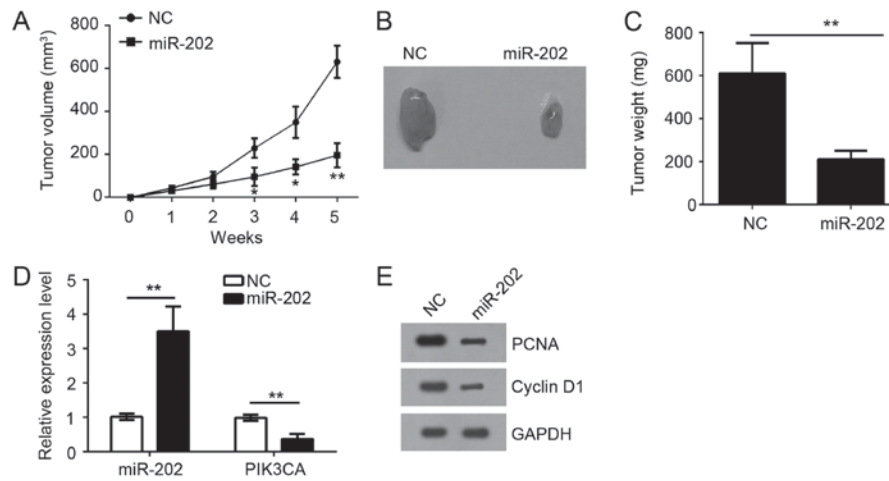 A
NC
miR-202
Tumor volume (mm³)
800
600
400
200
0
*
*
**
0 1 2 3 4 5
Weeks
B
NC miR-202
C
Tumor weight (mg)
800
600
400
200
0
**
NC miR-202
D
NC
miR-202
Relative expression level
5
4
3
2
1
0
**
**
miR-202 PIK3CA
E
NC miR-202
PCNA
Cyclin D1
GAPDH